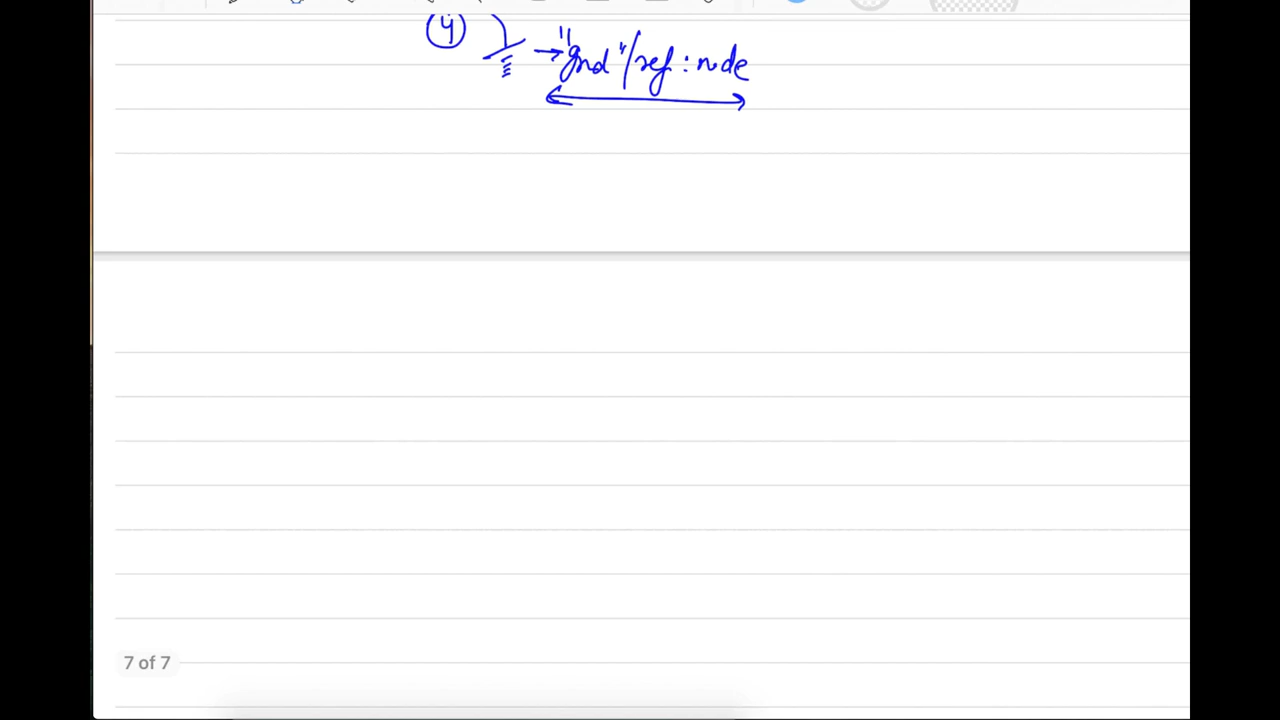 ④ → "gnd"/ref: node
7 of 7